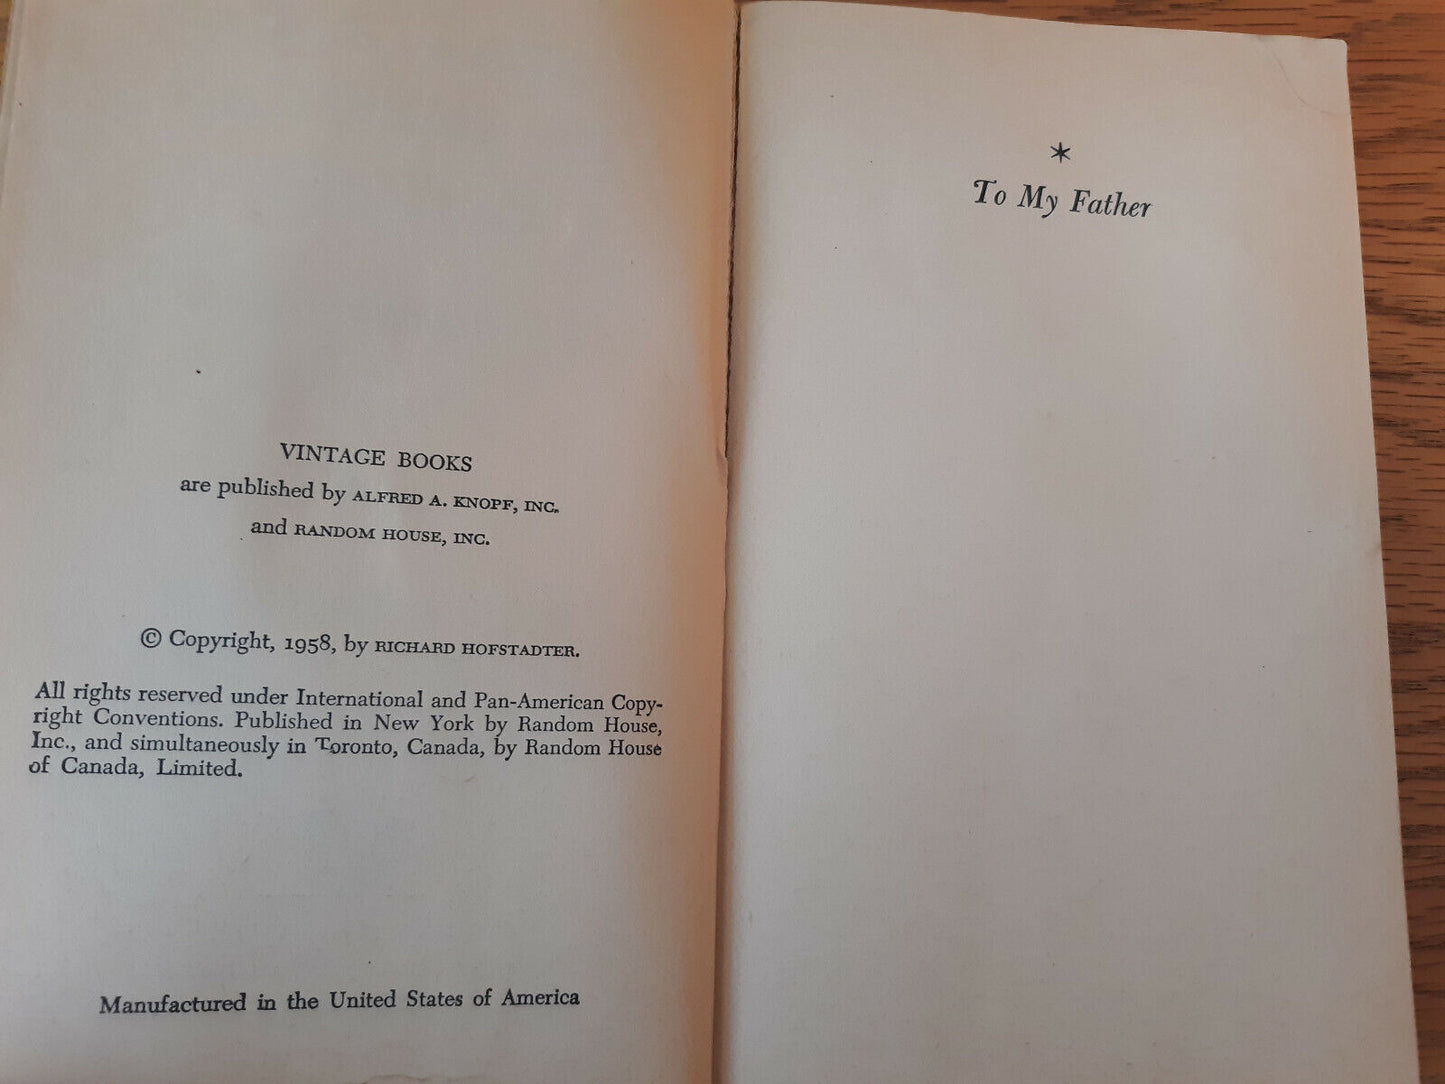 VINTAGE BOOKS
are published by ALFRED A. KNOPF, INC.
and RANDOM HOUSE, INC.
© Copyright, 1958, by RICHARD HOFSTADTER.
All rights reserved under International and Pan-American Copy-
right Conventions. Published in New York by Random House,
Inc., and simultaneously in Toronto, Canada, by Random House
of Canada, Limited.
Manufactured in the United States of America
*
To My Father